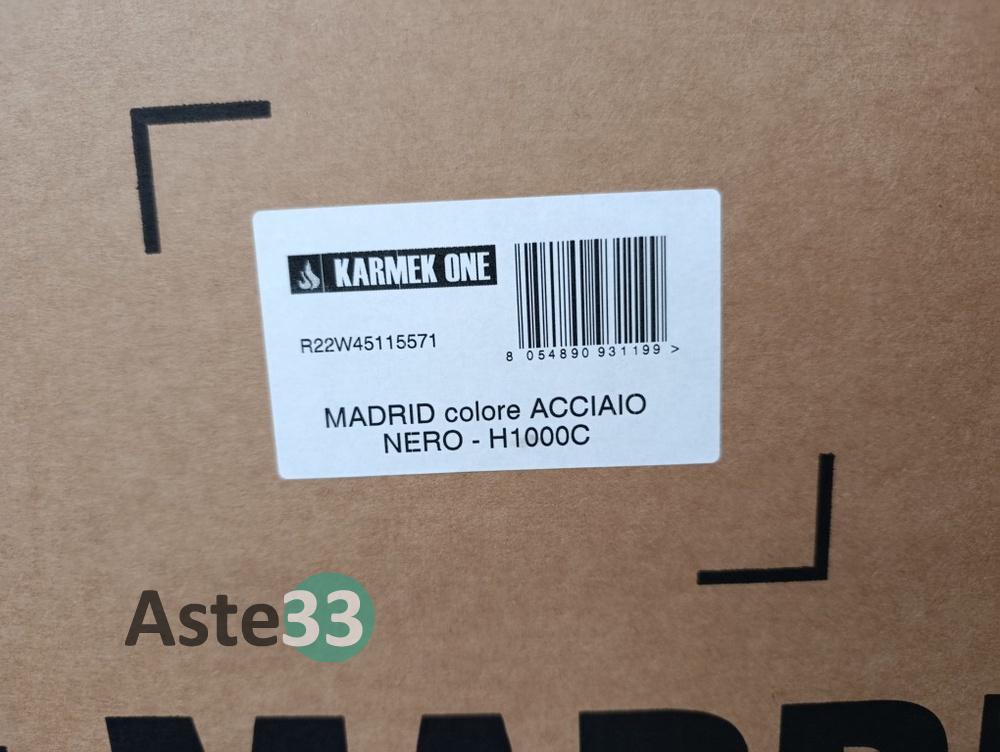 KARMEK ONE
R22W45115571
8 054890 931199 >
MADRID colore ACCIAIO
NERO - H1000C
Aste33